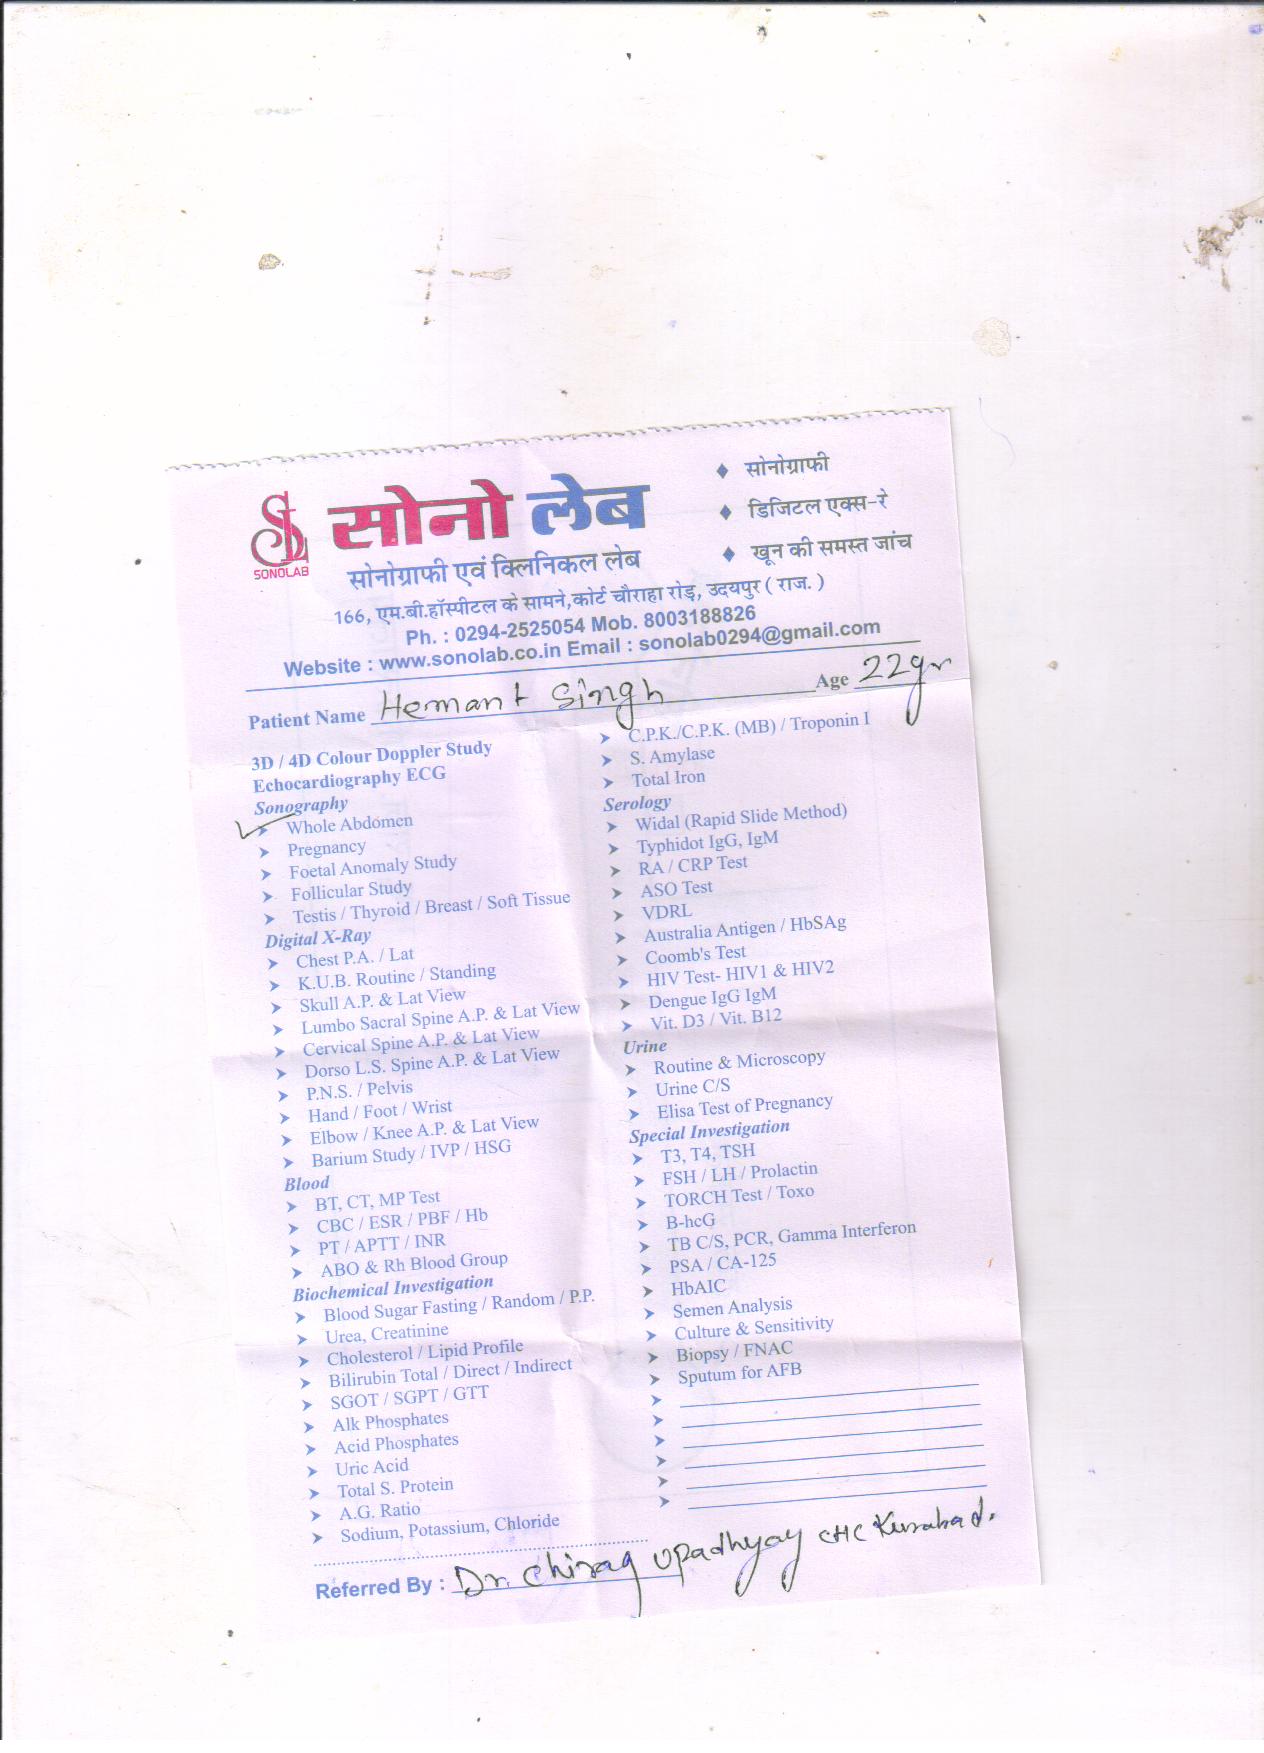 SONOLAB
सोनो लेब
सोनोग्राफी एवं क्लिनिकल लेब
♦ सोनोग्राफी
♦ डिजिटल एक्स-रे
♦ खून की समस्त जांच
166, एम.बी.हॉस्पीटल के सामने,कोर्ट चौराहा रोड़, उदयपुर ( राज. )
Ph. : 0294-2525054 Mob. 8003188826
Website : www.sonolab.co.in Email : sonolab0294@gmail.com
Patient Name Hemant Singh Age 22yr
3D / 4D Colour Doppler Study
Echocardiography ECG
Sonography
➤ Whole Abdomen
➤ Pregnancy
➤ Foetal Anomaly Study
➤ Follicular Study
➤ Testis / Thyroid / Breast / Soft Tissue
Digital X-Ray
➤ Chest P.A. / Lat
➤ K.U.B. Routine / Standing
➤ Skull A.P. & Lat View
➤ Lumbo Sacral Spine A.P. & Lat View
➤ Cervical Spine A.P. & Lat View
➤ Dorso L.S. Spine A.P. & Lat View
➤ P.N.S. / Pelvis
➤ Hand / Foot / Wrist
➤ Elbow / Knee A.P. & Lat View
➤ Barium Study / IVP / HSG
Blood
➤ BT, CT, MP Test
➤ CBC / ESR / PBF / Hb
➤ PT / APTT / INR
➤ ABO & Rh Blood Group
Biochemical Investigation
➤ Blood Sugar Fasting / Random / P.P.
➤ Urea, Creatinine
➤ Cholesterol / Lipid Profile
➤ Bilirubin Total / Direct / Indirect
➤ SGOT / SGPT / GTT
➤ Alk Phosphates
➤ Acid Phosphates
➤ Uric Acid
➤ Total S. Protein
➤ A.G. Ratio
➤ Sodium, Potassium, Chloride
➤ C.P.K./C.P.K. (MB) / Troponin I
➤ S. Amylase
➤ Total Iron
Serology
➤ Widal (Rapid Slide Method)
➤ Typhidot IgG, IgM
➤ RA / CRP Test
➤ ASO Test
➤ VDRL
➤ Australia Antigen / HbSAg
➤ Coomb's Test
➤ HIV Test- HIV1 & HIV2
➤ Dengue IgG IgM
➤ Vit. D3 / Vit. B12
Urine
➤ Routine & Microscopy
➤ Urine C/S
➤ Elisa Test of Pregnancy
Special Investigation
➤ T3, T4, TSH
➤ FSH / LH / Prolactin
➤ TORCH Test / Toxo
➤ B-hcG
➤ TB C/S, PCR, Gamma Interferon
➤ PSA / CA-125
➤ HbAIC
➤ Semen Analysis
➤ Culture & Sensitivity
➤ Biopsy / FNAC
➤ Sputum for AFB
Referred By : Dr. Chirag Upadhyay CHC Kurabad.